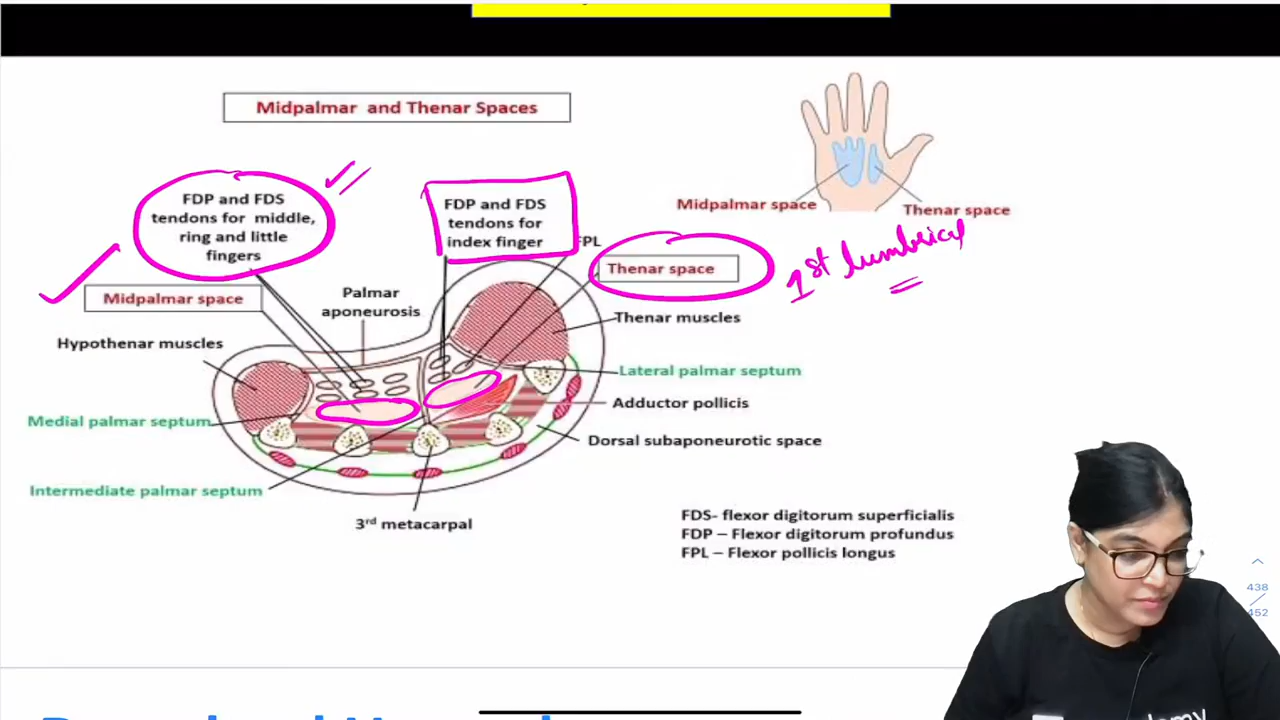 Midpalmar and Thenar Spaces
FDP and FDS
tendons for middle,
ring and little
fingers
FDP and FDS
tendons for
index finger
FPL
Midpalmar space
Thenar space
1st lumbrical
Midpalmar space
Thenar space
Palmar
aponeurosis
Thenar muscles
Hypothenar muscles
Lateral palmar septum
Adductor pollicis
Medial palmar septum
Dorsal subaponeurotic space
Intermediate palmar septum
3rd metacarpal
FDS- flexor digitorum superficialis
FDP – Flexor digitorum profundus
FPL – Flexor pollicis longus
438
452